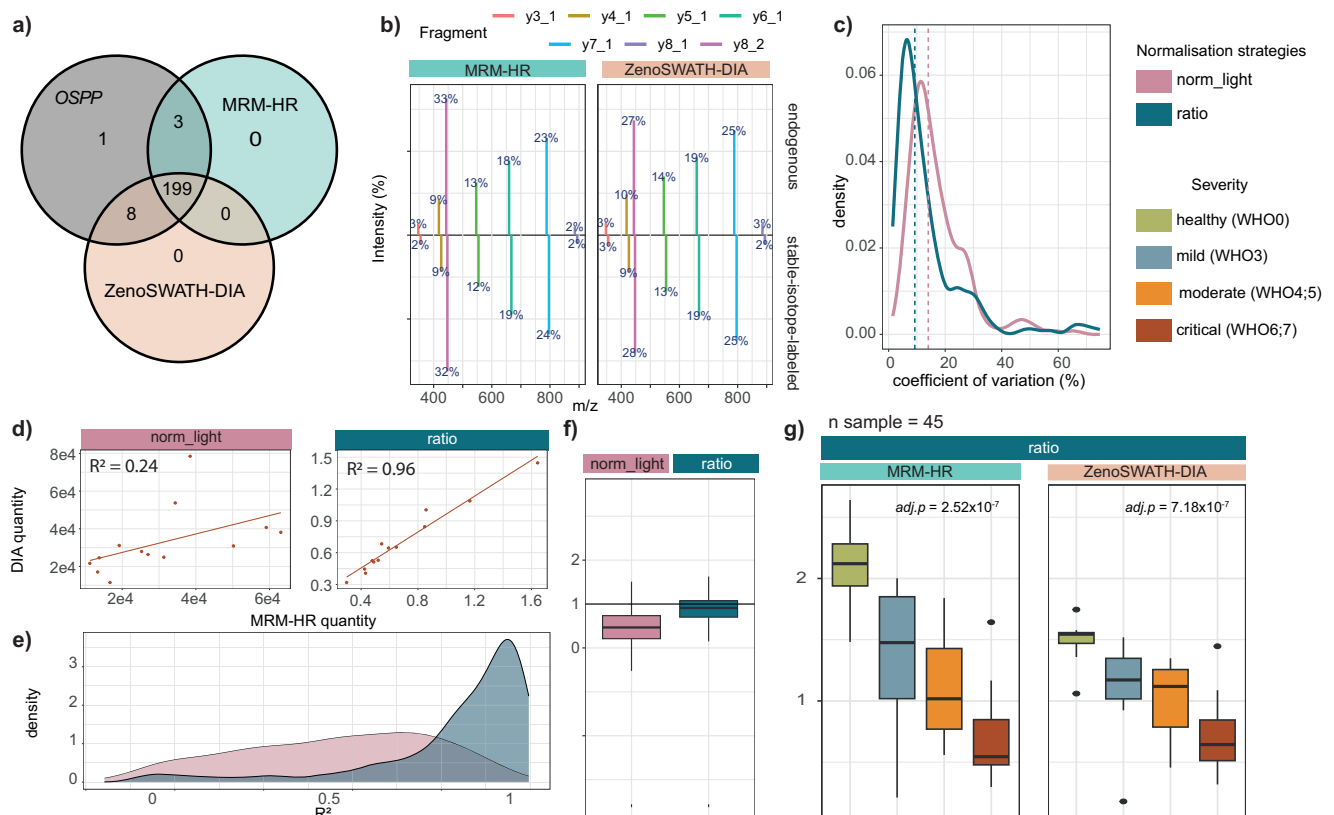 a)
OSPP
1
3
MRM-HR
0
199
8
0
0
ZenoSWATH-DIA
b)
Fragment
y3_1
y4_1
y5_1
y6_1
y7_1
y8_1
y8_2
MRM-HR
ZenoSWATH-DIA
Intensity (%)
33%
23%
18%
13%
9%
3%
2%
2%
9%
12%
19%
24%
2%
32%
27%
25%
19%
14%
10%
3%
3%
3%
9%
13%
19%
25%
2%
28%
endogenous
stable-isotope-labeled
400
600
800
400
600
800
m/z
c)
density
0.06
0.04
0.02
0.00
0
20
40
60
coefficient of variation (%)
Normalisation strategies
norm_light
ratio
Severity
healthy (WHO0)
mild (WHO3)
moderate (WHO4;5)
critical (WHO6;7)
d)
norm_light
ratio
R² = 0.24
R² = 0.96
DIA quantity
8e4
6e4
4e4
2e4
2e4
4e4
6e4
1.5
1.2
0.9
0.6
0.3
0.4
0.8
1.2
1.6
MRM-HR quantity
e)
density
3
2
1
0
0
0.5
1
R²
f)
norm_light
ratio
2
1
0
g)
n sample = 45
ratio
MRM-HR
ZenoSWATH-DIA
adj.p = 2.52x10⁻⁷
adj.p = 7.18x10⁻⁷
2
1